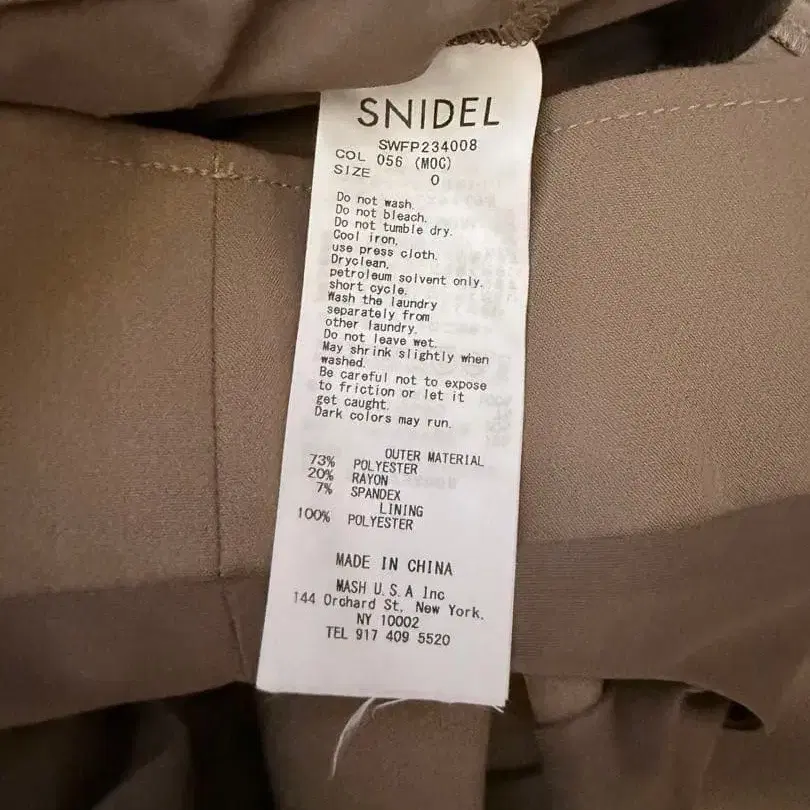 SNIDEL
SWFP234008
COL 056 (MOC)
SIZE 0
Do not wash.
Do not bleach.
Do not tumble dry.
Cool iron,
use press cloth.
Dryclean,
petroleum solvent only.
short cycle.
Wash the laundry
separately from
other laundry.
Do not leave wet.
May shrink slightly when
washed.
Be careful not to expose
to friction or let it
get caught.
Dark colors may run.
OUTER MATERIAL
73% POLYESTER
20% RAYON
7% SPANDEX
LINING
100% POLYESTER
MADE IN CHINA
MASH U.S.A Inc
144 Orchard St, New York,
NY 10002
TEL 917 409 5520